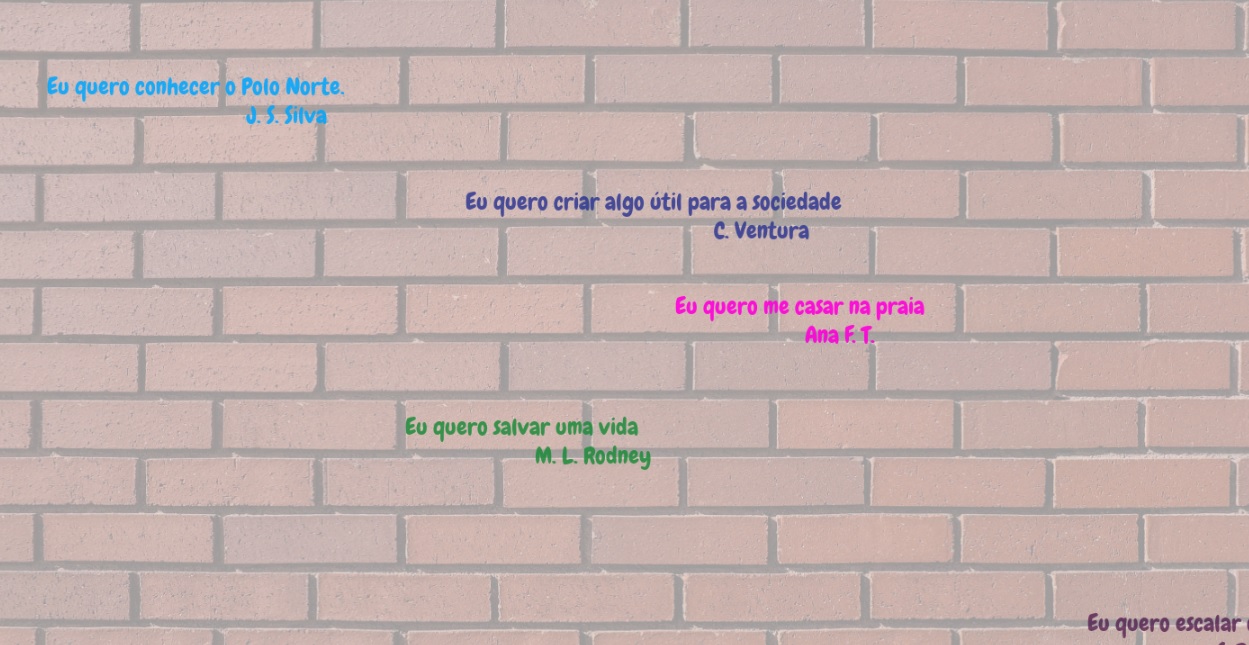 Eu quero conhecer o Polo Norte.
J. S. Silva
Eu quero criar algo útil para a sociedade
C. Ventura
Eu quero me casar na praia
Ana F. T.
Eu quero salvar uma vida
M. L. Rodney
Eu quero escalar